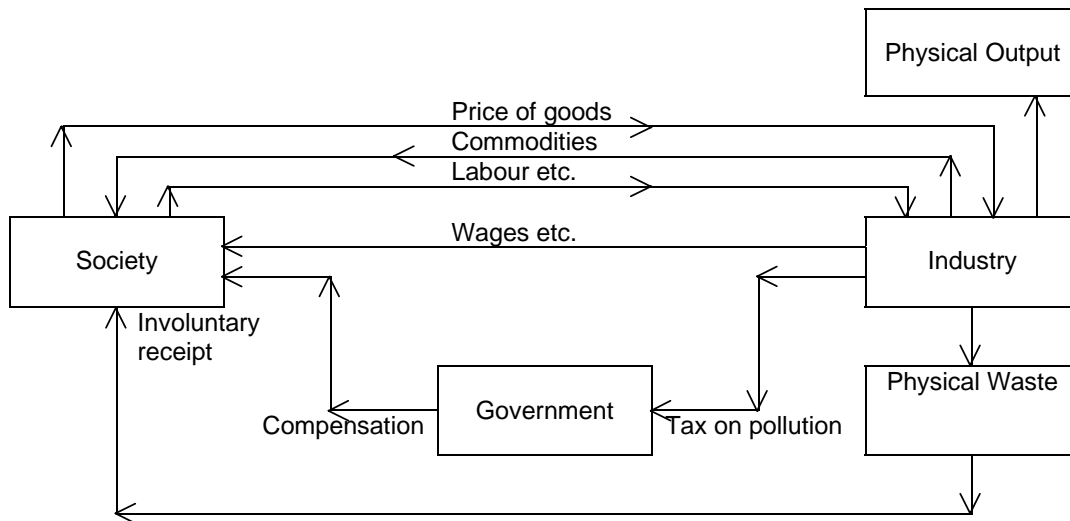 Physical Output
Price of goods
Commodities
Labour etc.
Wages etc.
Society
Industry
Involuntary
receipt
Physical Waste
Government
Compensation
Tax on pollution